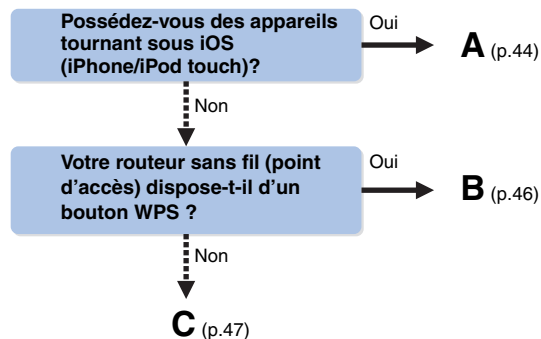 Possédez-vous des appareils
tournant sous iOS
(iPhone/iPod touch)?
Oui
A (p.44)
Non
Votre routeur sans fil (point
d'accès) dispose-t-il d'un
bouton WPS ?
Oui
B (p.46)
Non
C (p.47)